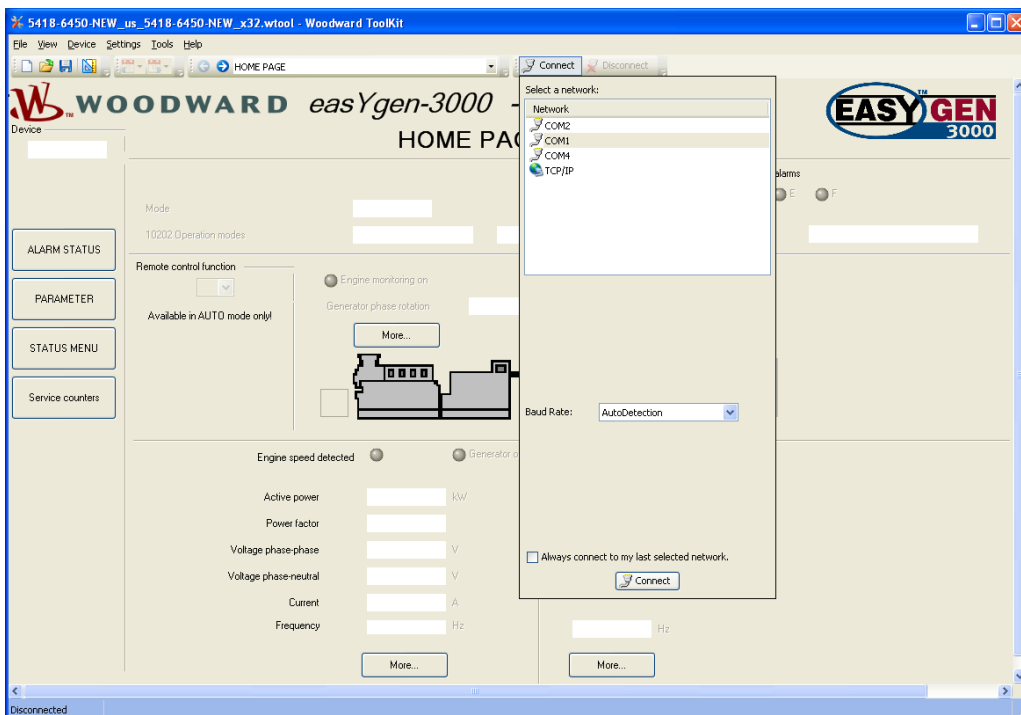 5418-6450-NEW_us_5418-6450-NEW_x32.wtool - Woodward ToolKit
File View Device Settings Tools Help
HOME PAGE
Connect Disconnect
WOODWARD easYgen-3000 -
EASYGEN™
3000
HOME PA
Device
Select a network:
Network
COM2
COM1
COM4
TCP/IP
alarms
E F
Mode
10202 Operation modes
ALARM STATUS
PARAMETER
STATUS MENU
Service counters
Remote control function
Available in AUTO mode only!
Engine monitoring on
Generator phase rotation
More...
Baud Rate: AutoDetection
Engine speed detected
Generator o
Active power kW
Power factor
Voltage phase-phase V
Voltage phase-neutral V
Current A
Frequency Hz Hz
Always connect to my last selected network.
Connect
More... More...
Disconnected